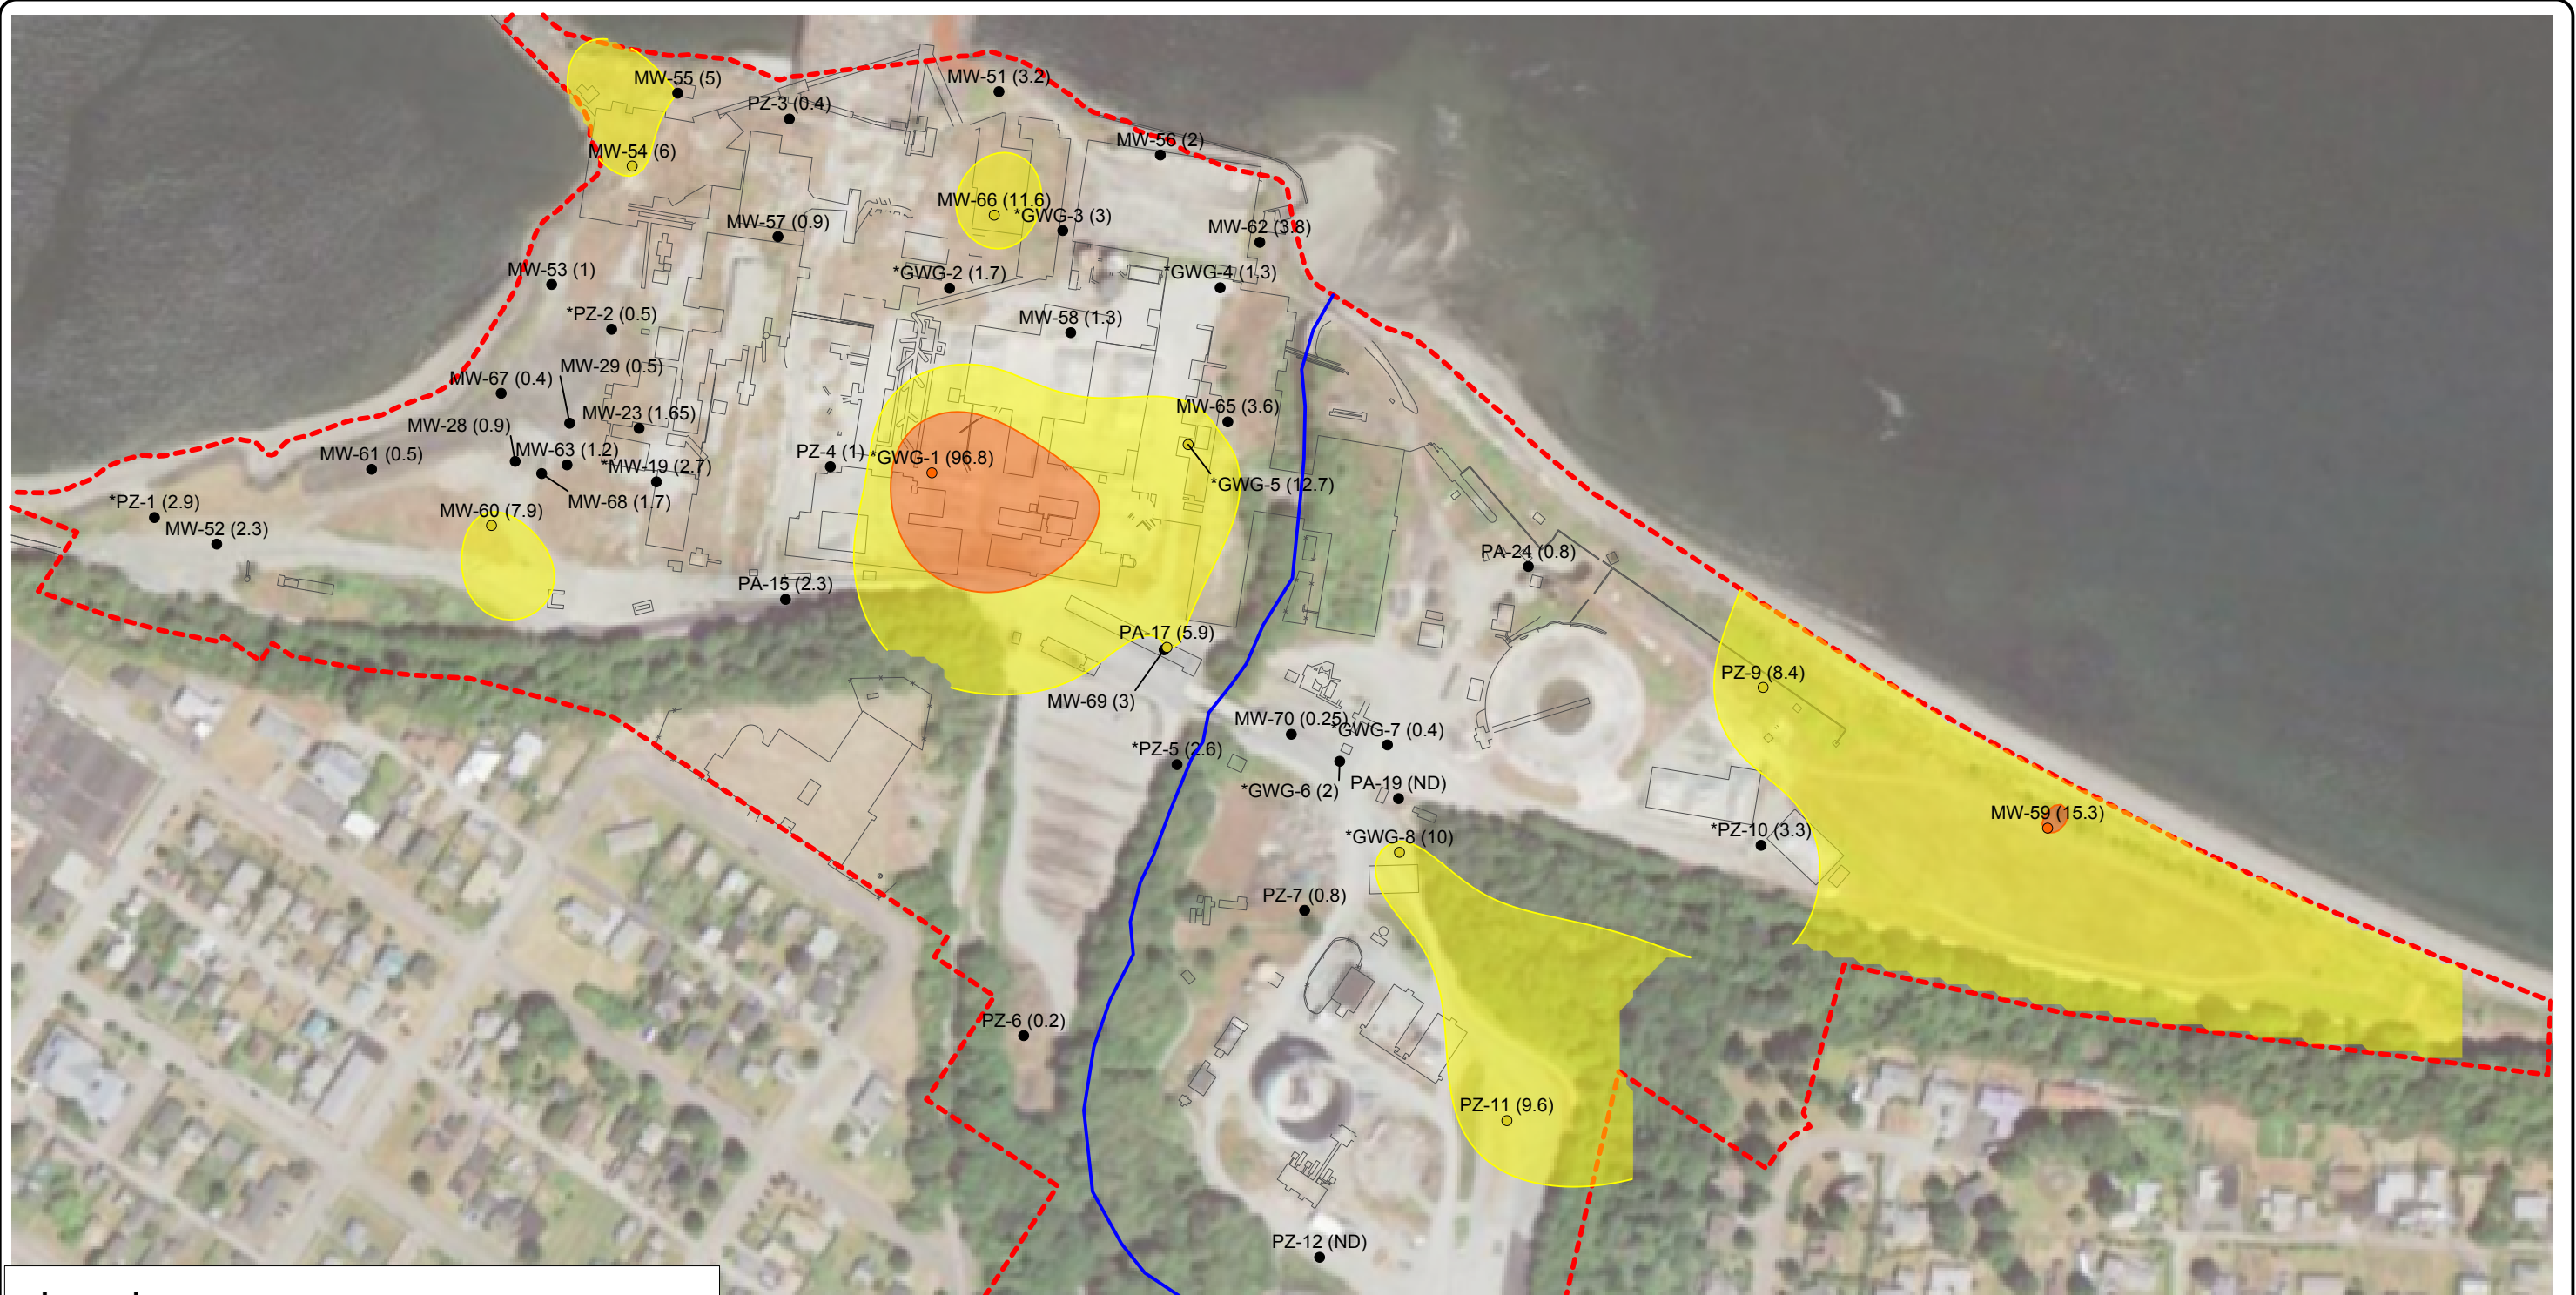 MW-55 (5)
MW-51 (3.2)
PZ-3 (0.4)
MW-56 (2)
MW-54 (6)
MW-66 (11.6)
*GWG-3 (3)
MW-57 (0.9)
MW-62 (3.8)
MW-53 (1)
*GWG-2 (1.7)
*GWG-4 (1.3)
*PZ-2 (0.5)
MW-58 (1.3)
MW-29 (0.5)
MW-67 (0.4)
MW-23 (1.65)
MW-65 (3.6)
MW-28 (0.9)
MW-63 (1.2)
MW-61 (0.5)
*MW-19 (2.7)
PZ-4 (1)
*GWG-1 (96.8)
*GWG-5 (12.7)
*PZ-1 (2.9)
MW-68 (1.7)
MW-60 (7.9)
MW-52 (2.3)
PA-24 (0.8)
PA-15 (2.3)
PA-17 (5.9)
PZ-9 (8.4)
MW-69 (3)
MW-70 (0.25)
*GWG-7 (0.4)
*PZ-5 (2.6)
*GWG-6 (2)
PA-19 (ND)
MW-59 (15.3)
*PZ-10 (3.3)
*GWG-8 (10)
PZ-7 (0.8)
PZ-6 (0.2)
PZ-11 (9.6)
PZ-12 (ND)